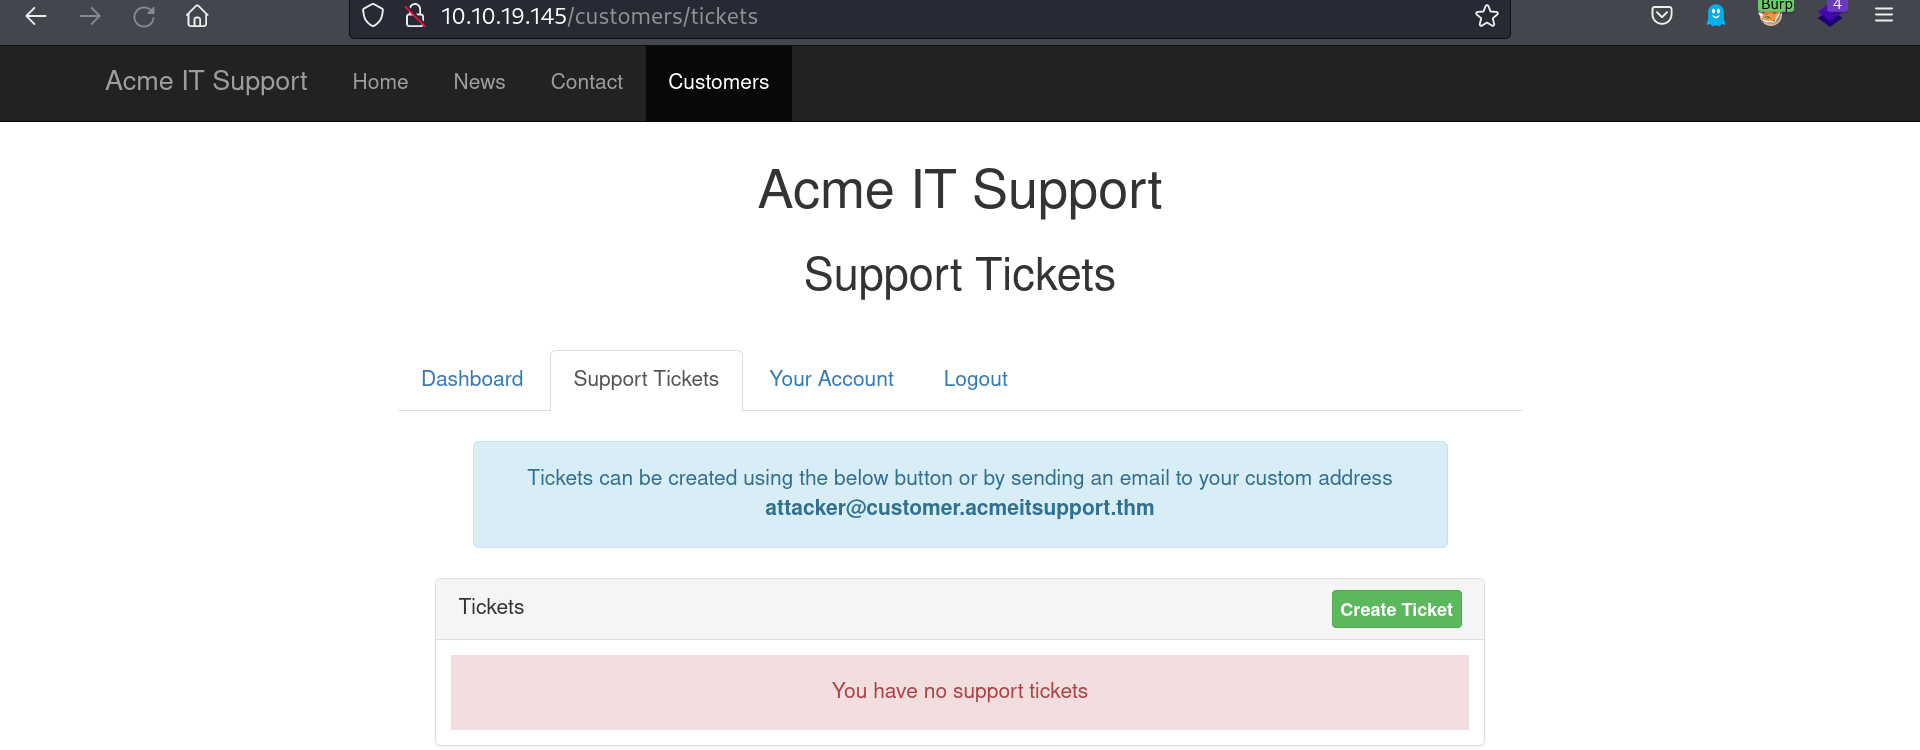 10.10.19.145/customers/tickets
Burp
4
Acme IT Support Home News Contact Customers
Acme IT Support
Support Tickets
Dashboard Support Tickets Your Account Logout
Tickets can be created using the below button or by sending an email to your custom address
attacker@customer.acmeitsupport.thm
Tickets Create Ticket
You have no support tickets